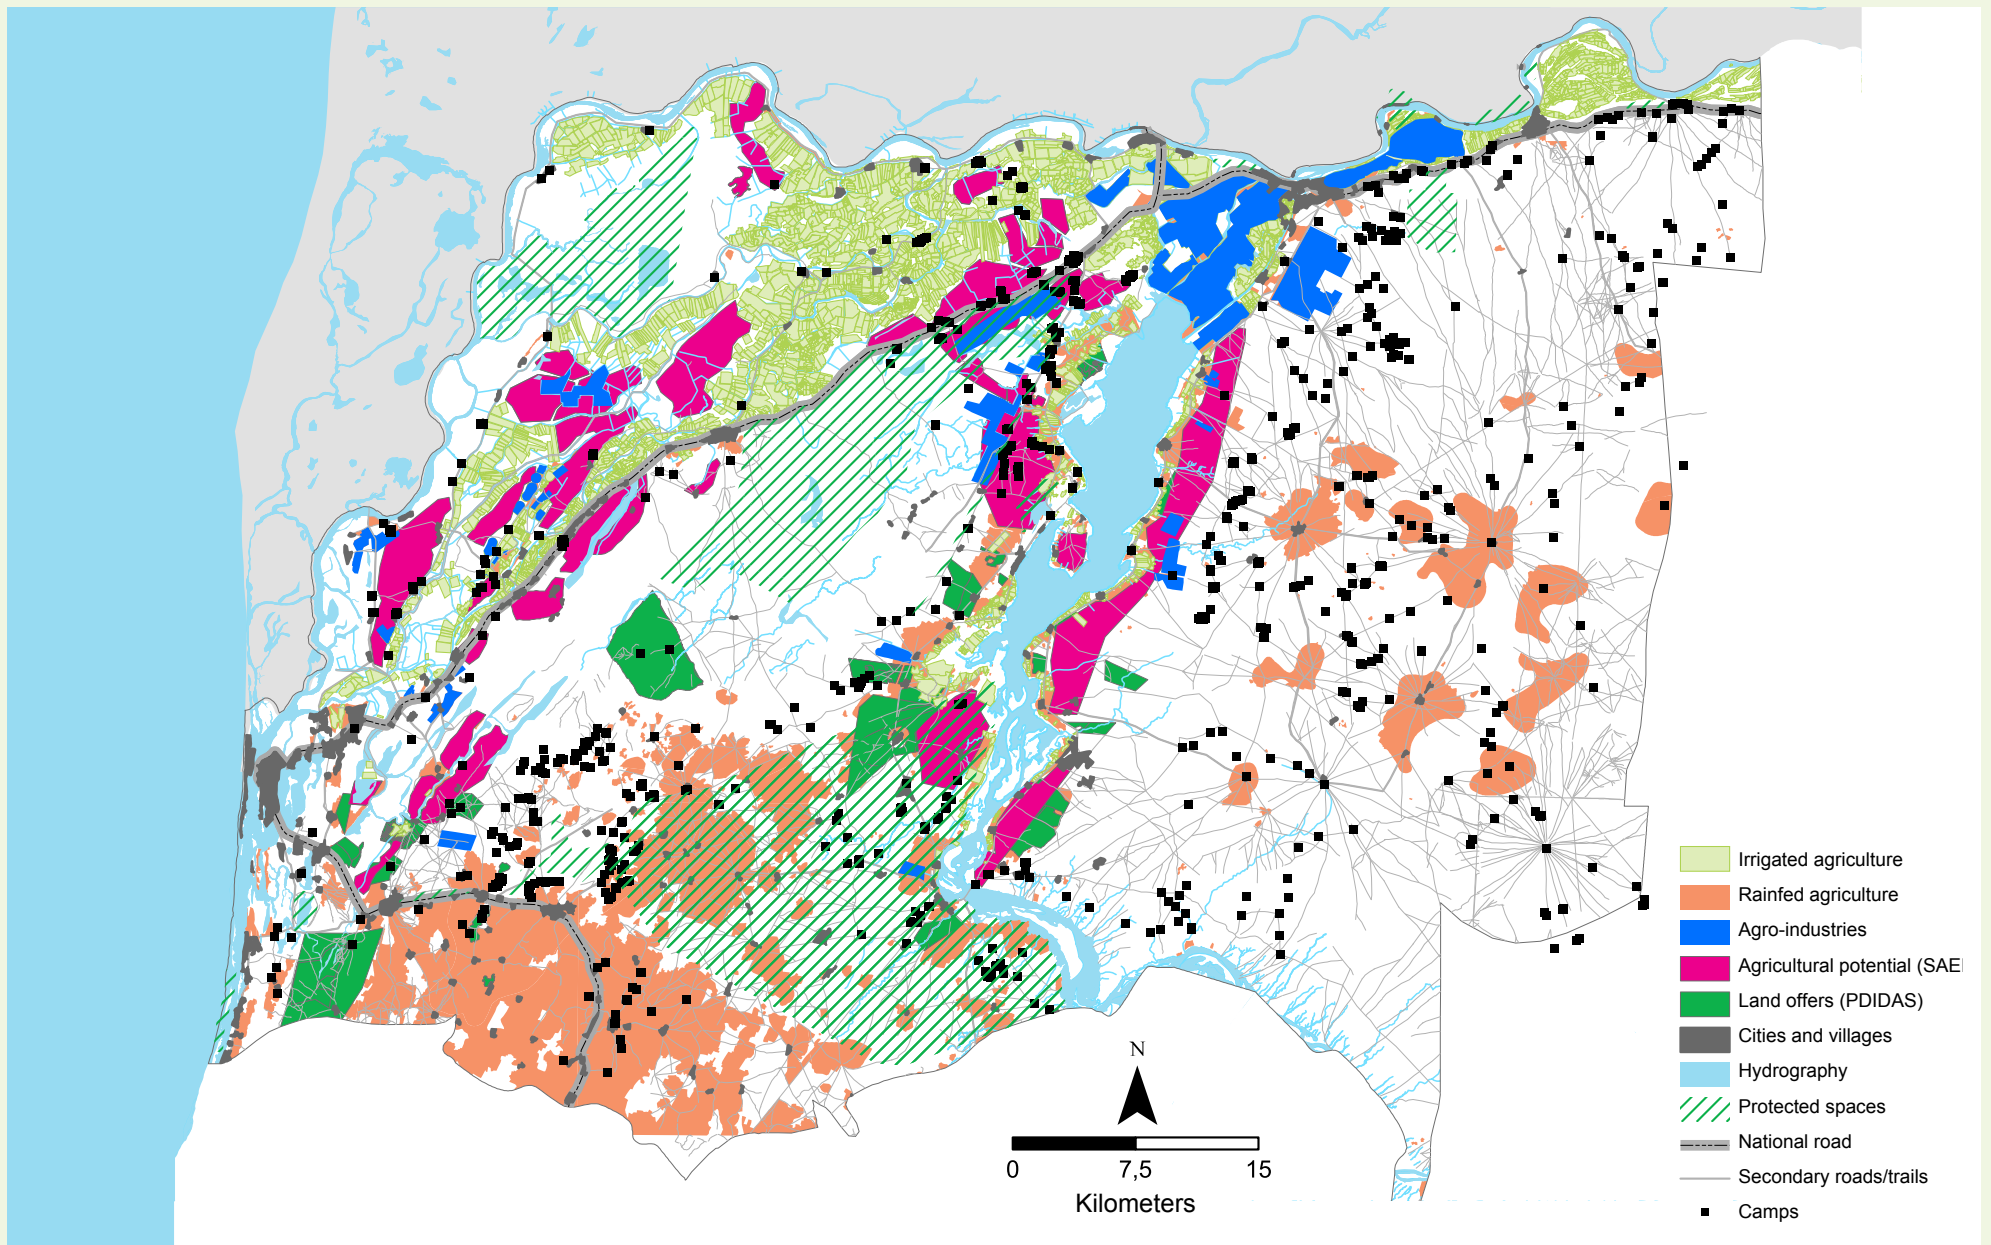 Irrigated agriculture
Rainfed agriculture
Agro-industries
Agricultural potential (SAE
Land offers (PDIDAS)
Cities and villages
Hydrography
Protected spaces
National road
Secondary roads/trails
Camps
N
0 7,5 15
Kilometers